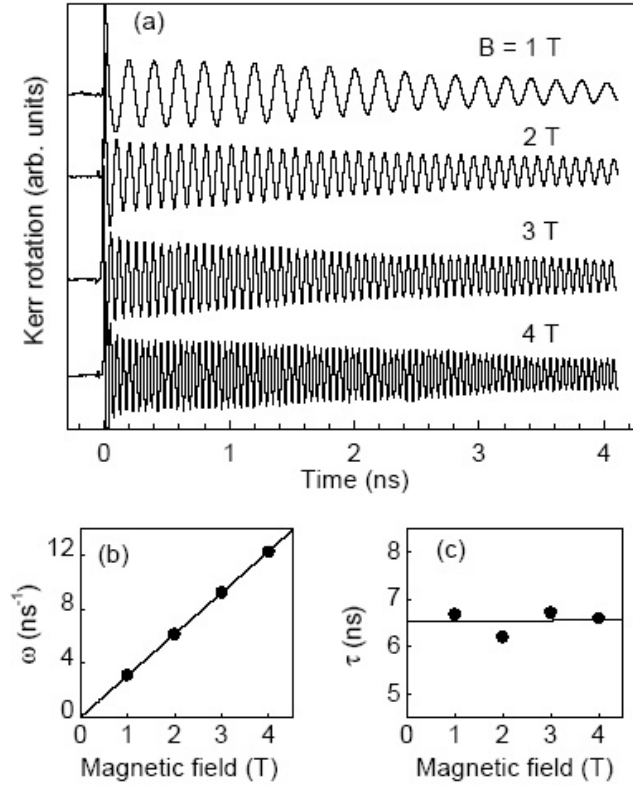 (a)
B = 1 T
2 T
3 T
4 T
Kerr rotation (arb. units)
0 1 2 3 4
Time (ns)
(b)
12
8
4
0
ω (ns⁻¹)
0 1 2 3 4
Magnetic field (T)
(c)
8
7
6
5
τ (ns)
0 1 2 3 4
Magnetic field (T)